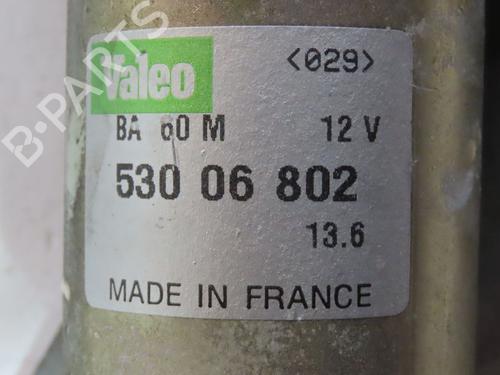 Valeo <029>
BA 60 M 12 V
530 06 802
13.6
MADE IN FRANCE
B-PARTS